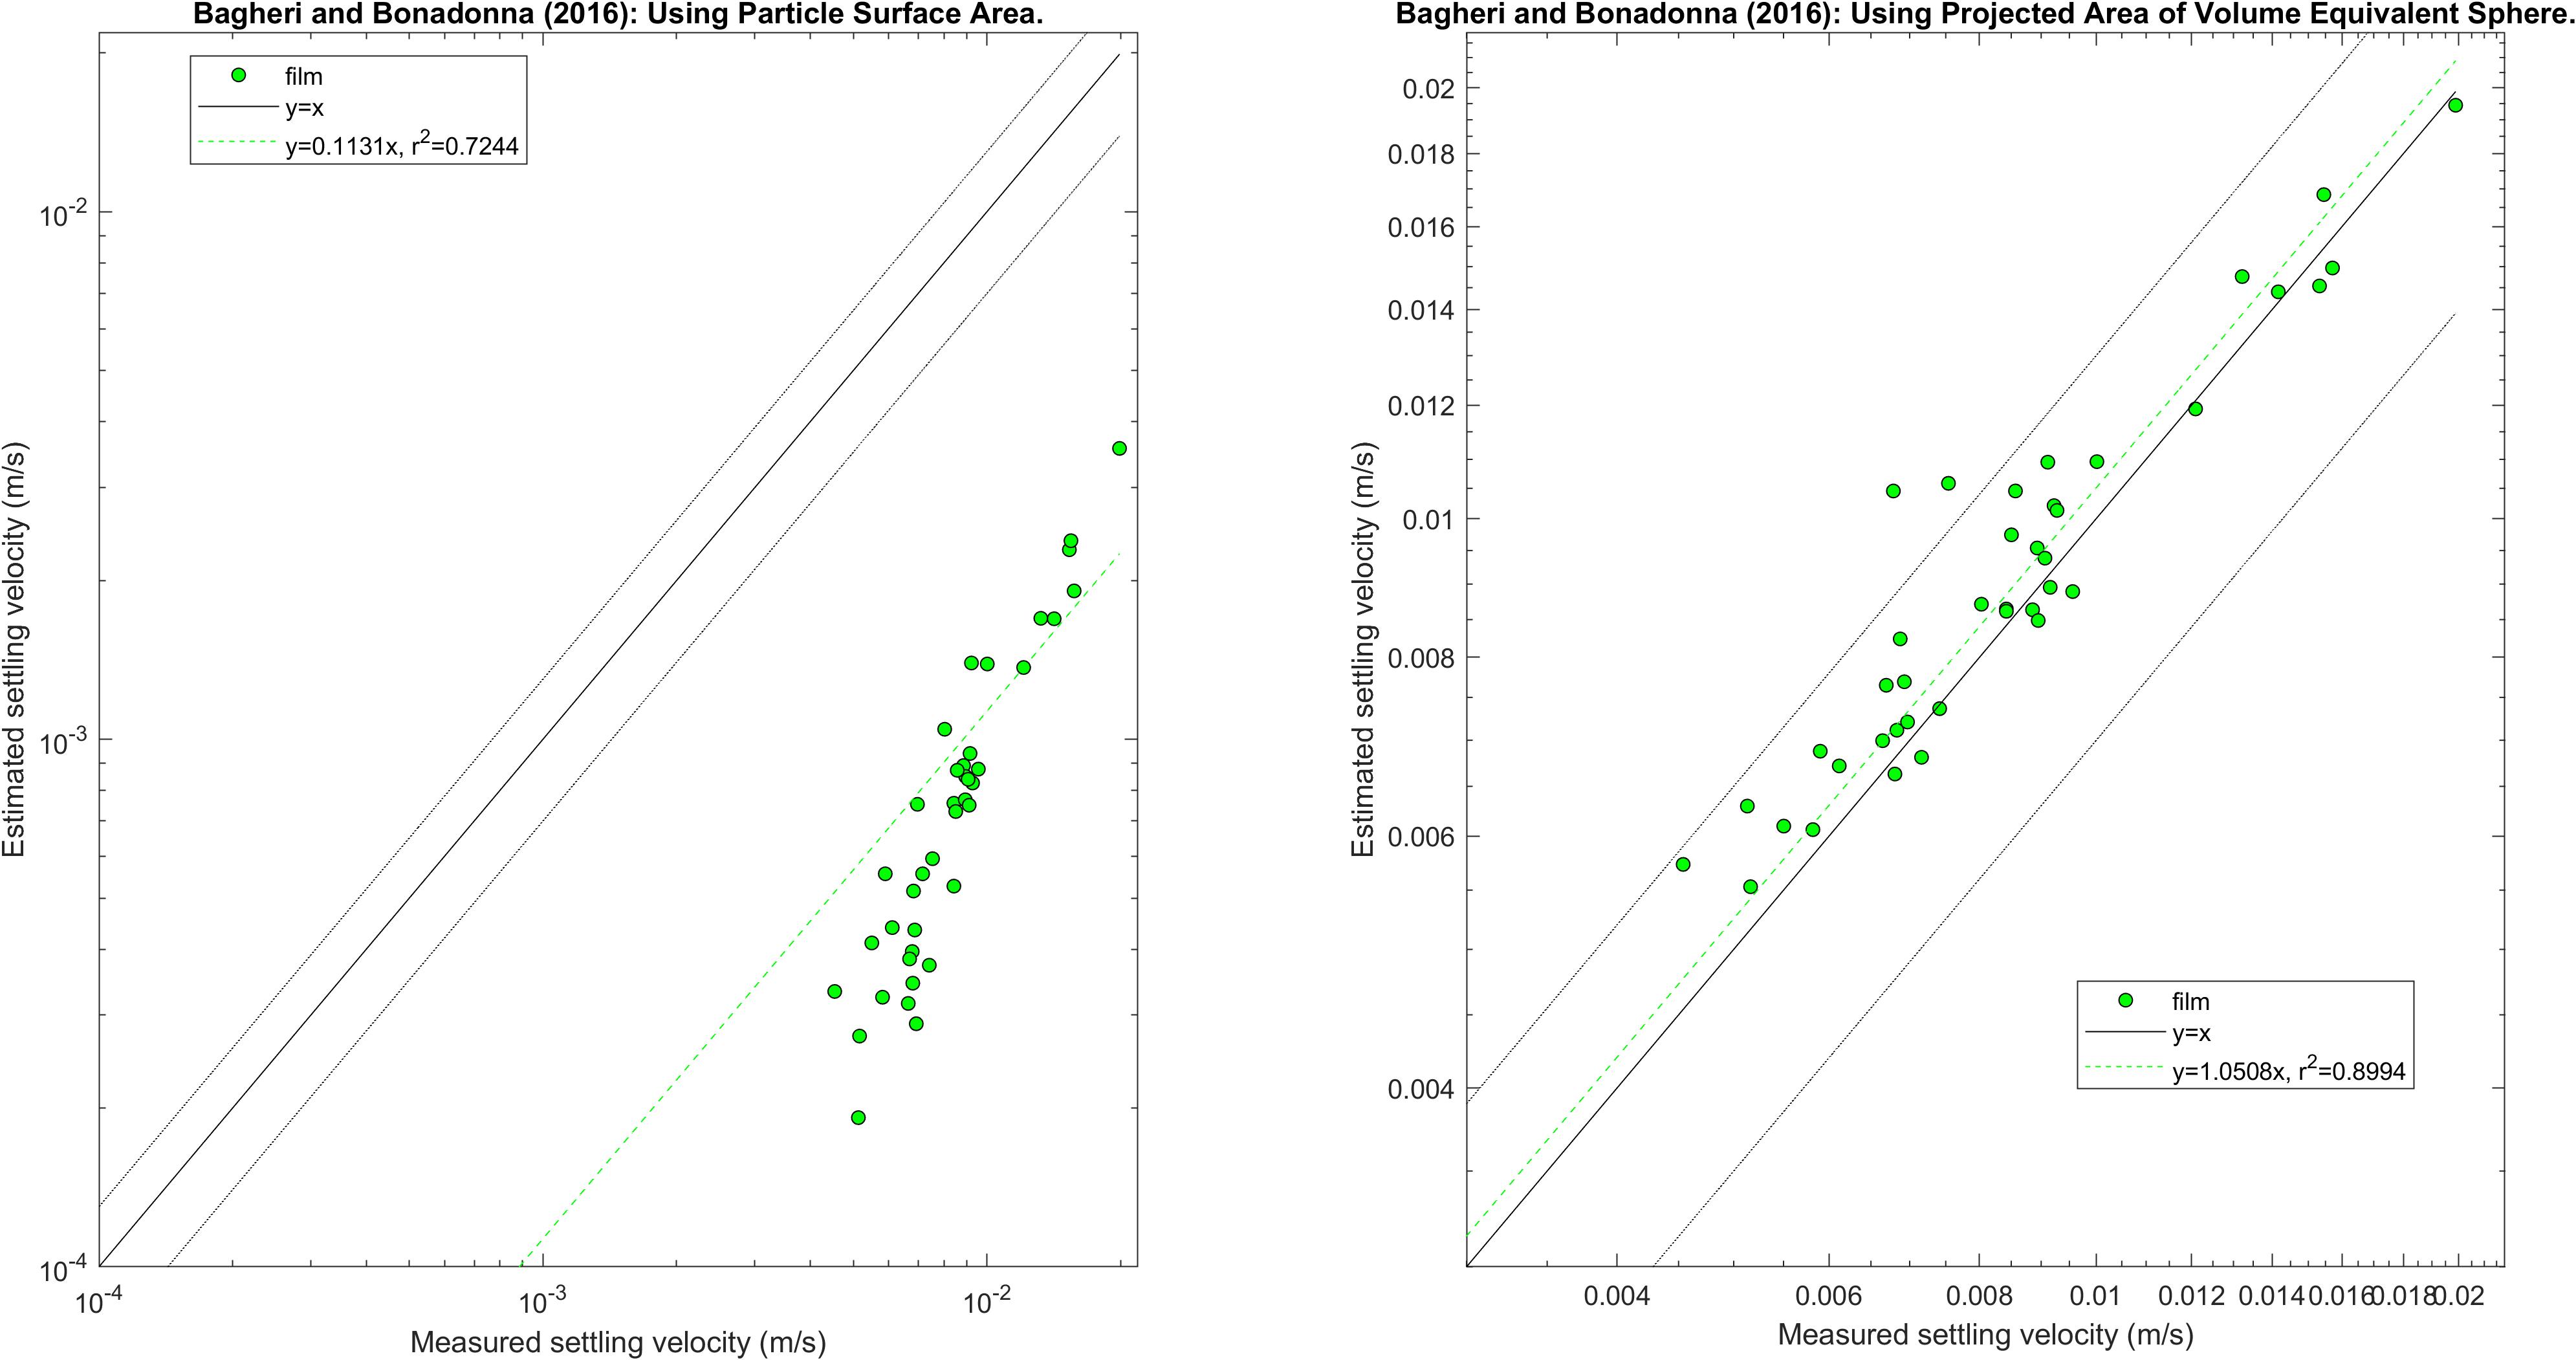 Bagheri and Bonadonna (2016): Using Particle Surface Area.
film
y=x
y=0.1131x, r2=0.7244
10-2
10-3
10-4
10-4
10-3
10-2
Estimated settling velocity (m/s)
Measured settling velocity (m/s)
Bagheri and Bonadonna (2016): Using Projected Area of Volume Equivalent Sphere.
0.02
0.018
0.016
0.014
0.012
0.01
0.008
0.006
0.004
Estimated settling velocity (m/s)
film
y=x
y=1.0508x, r2=0.8994
0.004
0.006
0.008
0.01
0.012
0.014
0.016
0.018
0.02
Measured settling velocity (m/s)